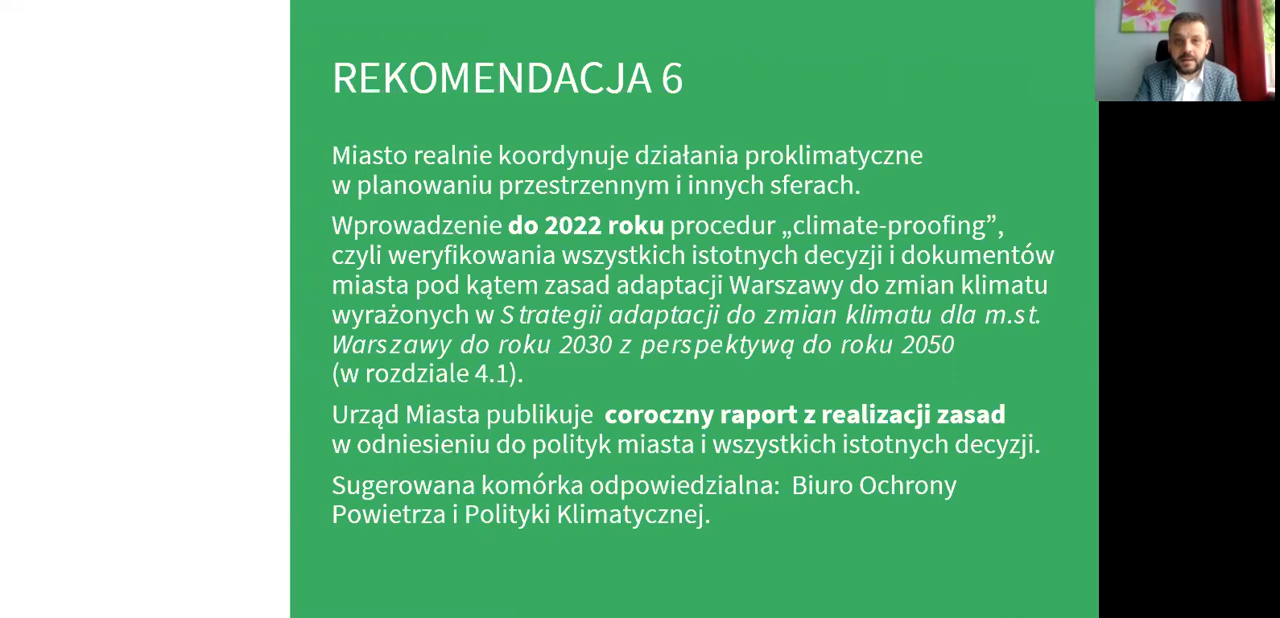 REKOMENDACJA 6
Miasto realnie koordynuje działania proklimatyczne
w planowaniu przestrzennym i innych sferach.
Wprowadzenie do 2022 roku procedur „climate-proofing”,
czyli weryfikowania wszystkich istotnych decyzji i dokumentów
miasta pod kątem zasad adaptacji Warszawy do zmian klimatu
wyrażonych w Strategii adaptacji do zmian klimatu dla m.st.
Warszawy do roku 2030 z perspektywą do roku 2050
(w rozdziale 4.1).
Urząd Miasta publikuje coroczny raport z realizacji zasad
w odniesieniu do polityk miasta i wszystkich istotnych decyzji.
Sugerowana komórka odpowiedzialna: Biuro Ochrony
Powietrza i Polityki Klimatycznej.